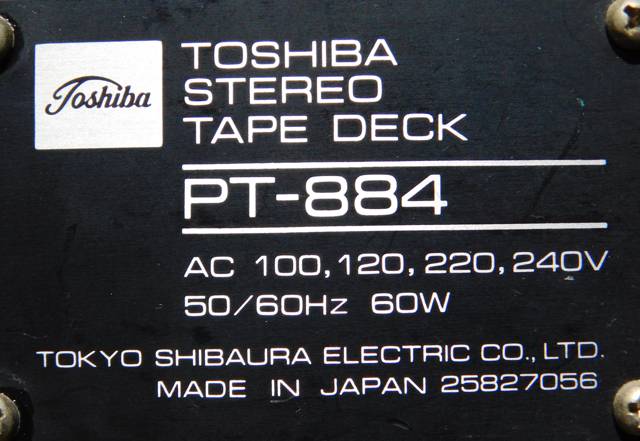 Toshiba
TOSHIBA
STEREO
TAPE DECK
PT-884
AC 100,120,220,240V
50/60Hz 60W
TOKYO SHIBAURA ELECTRIC CO.,LTD.
MADE IN JAPAN 25827056